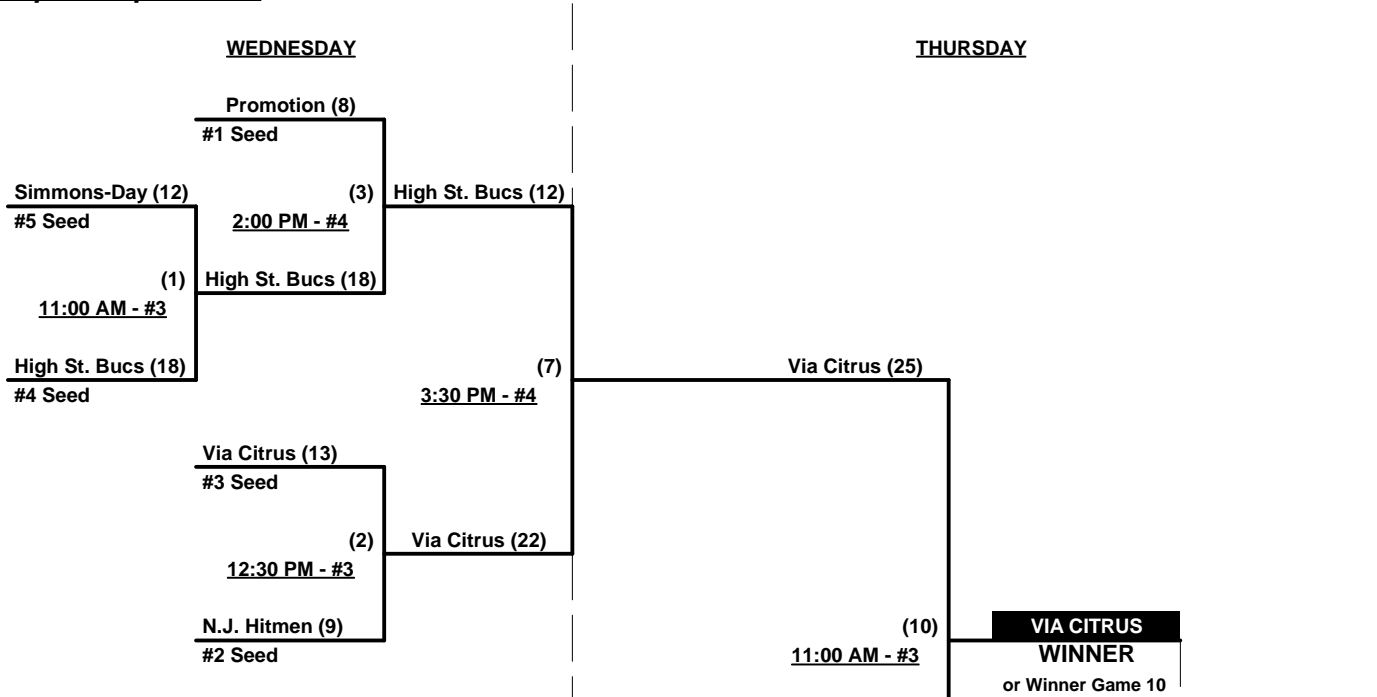 WEDNESDAY
THURSDAY
Promotion (8)
#1 Seed
Simmons-Day (12)
(3)
High St. Bucs (12)
#5 Seed
2:00 PM - #4
(1)
High St. Bucs (18)
11:00 AM - #3
High St. Bucs (18)
(7)
Via Citrus (25)
#4 Seed
3:30 PM - #4
Via Citrus (13)
#3 Seed
(2)
Via Citrus (22)
12:30 PM - #3
N.J. Hitmen (9)
(10)
VIA CITRUS
#2 Seed
11:00 AM - #3
WINNER
or Winner Game 10